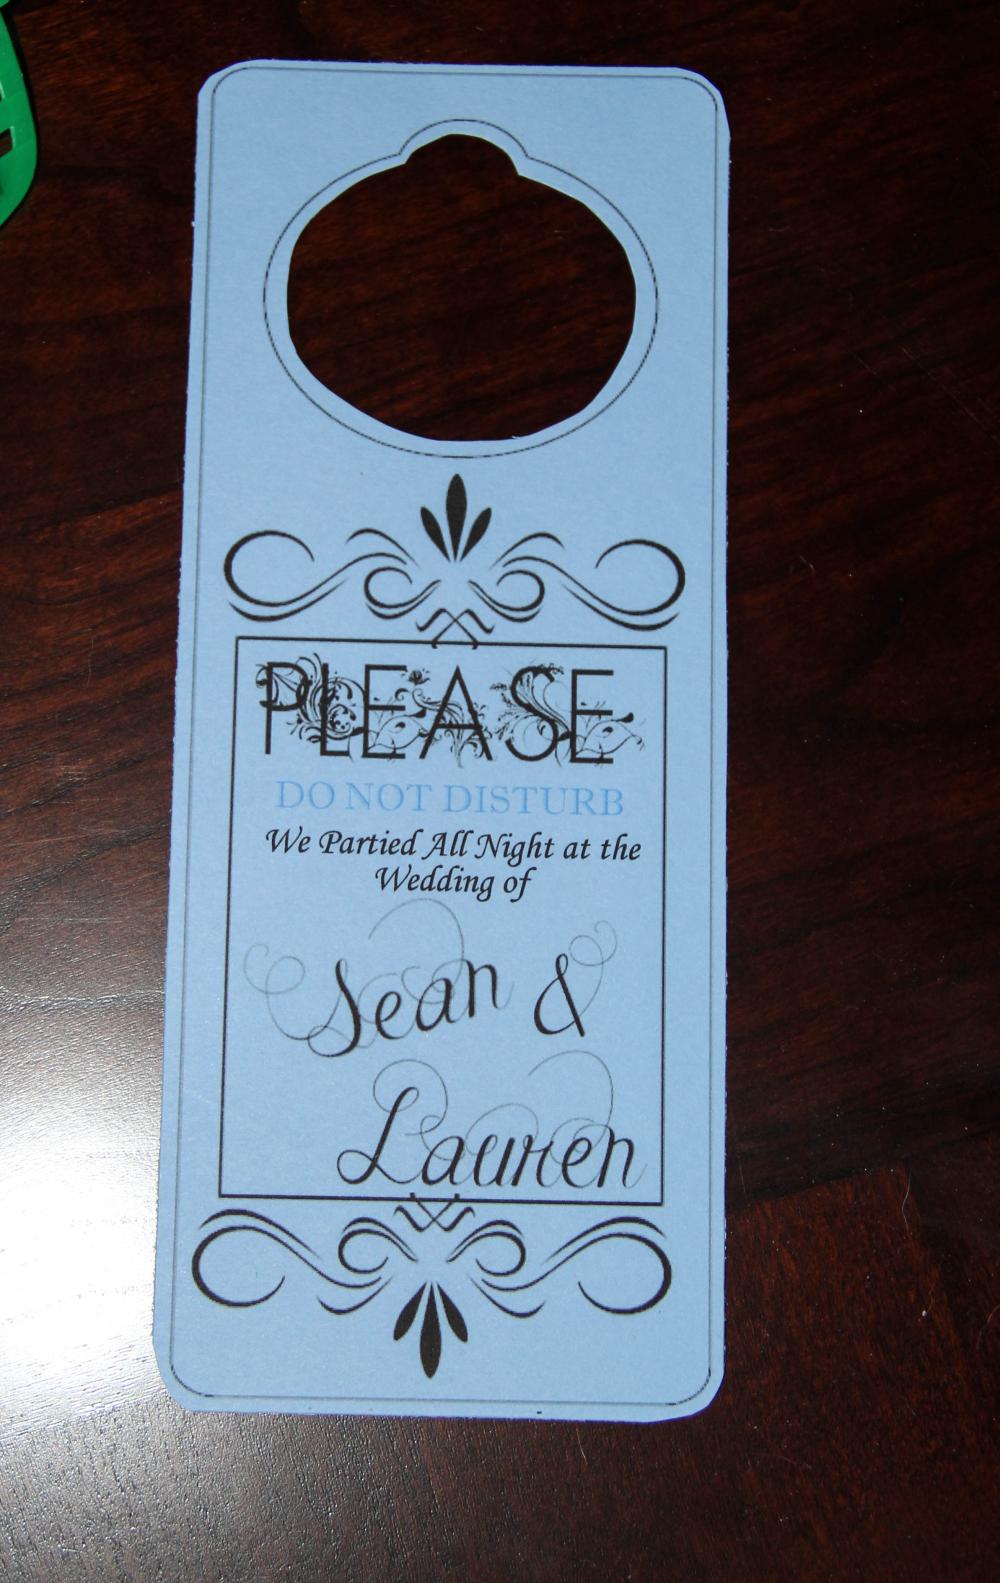 PLEASE
DO NOT DISTURB
We Partied All Night at the
Wedding of
Sean &
Lauren